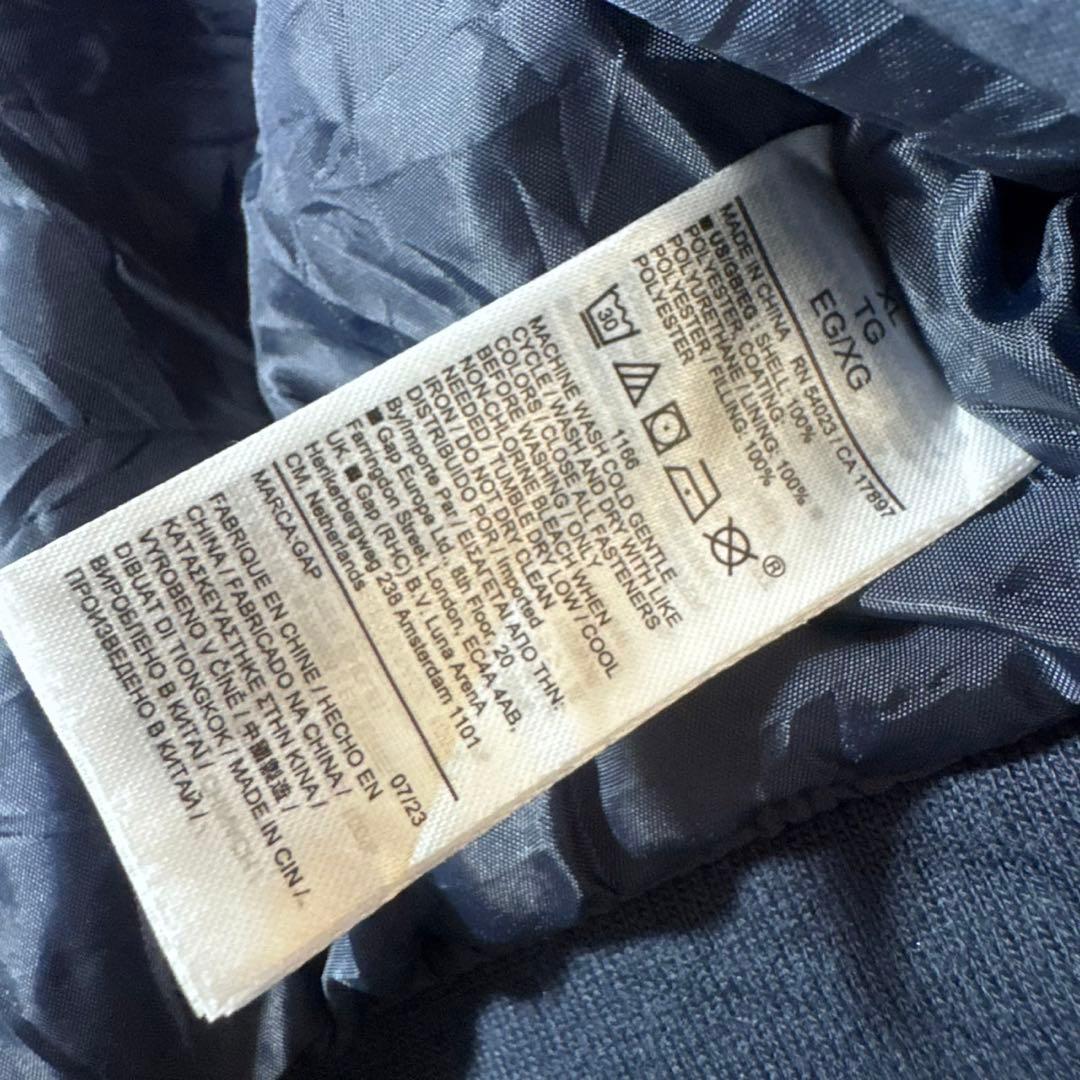 XL
TG
EG/XG
MADE IN CHINA RN 54023 / CA 17897
■ US/GB/EG : SHELL: 100%
POLYESTER, COATING:
POLYURETHANE / LINING: 100%
POLYESTER / FILLING: 100%
POLYESTER
30
®
1166
MACHINE WASH COLD GENTLE
CYCLE / WASH AND DRY WITH LIKE
COLORS / CLOSE ALL FASTENERS
BEFORE WASHING / ONLY
NON-CHLORINE BLEACH WHEN
NEEDED / TUMBLE DRY LOW / COOL
IRON / DO NOT DRY CLEAN
DISTRIBUIDO POR / Imported
By/Importe Par / ΕΙΣΑΓΕΤΑΙ ΑΠΟ ΤΗΝ:
■ Gap Europe Ltd., 8th Floor, 20
Farringdon Street, London, EC4A 4AB,
UK ■ Gap (RHC) B.V Luna ArenA
Herikerbergweg 238 Amsterdam 1101
CM, Netherlands
MARCA:GAP
07/23
FABRIQUE EN CHINE / HECHO EN
CHINA / FABRICADO NA CHINA /
ΚΑΤΑΣΚΕΥΑΣΤΗΚΕ ΣΤΗΝ ΚΙΝΑ /
VYROBENO V ČÍNĚ / 中國製造 /
DIBUAT DI TIONGKOK / MADE IN CIN /
ВИРОБЛЕНО В КИТАЇ /
ПРОИЗВЕДЕНО В КИТАЙ /